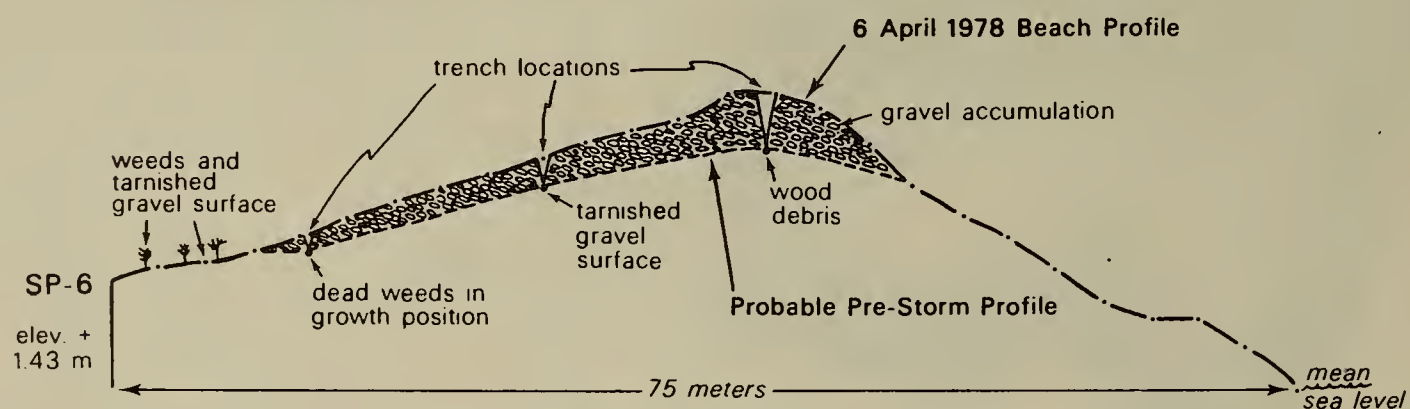 6 April 1978 Beach Profile
trench locations
gravel accumulation
weeds and
tarnished
gravel surface
wood
debris
tarnished
gravel
surface
SP-6
dead weeds in
growth position
Probable Pre-Storm Profile
elev. +
1.43 m
75 meters
mean
sea level